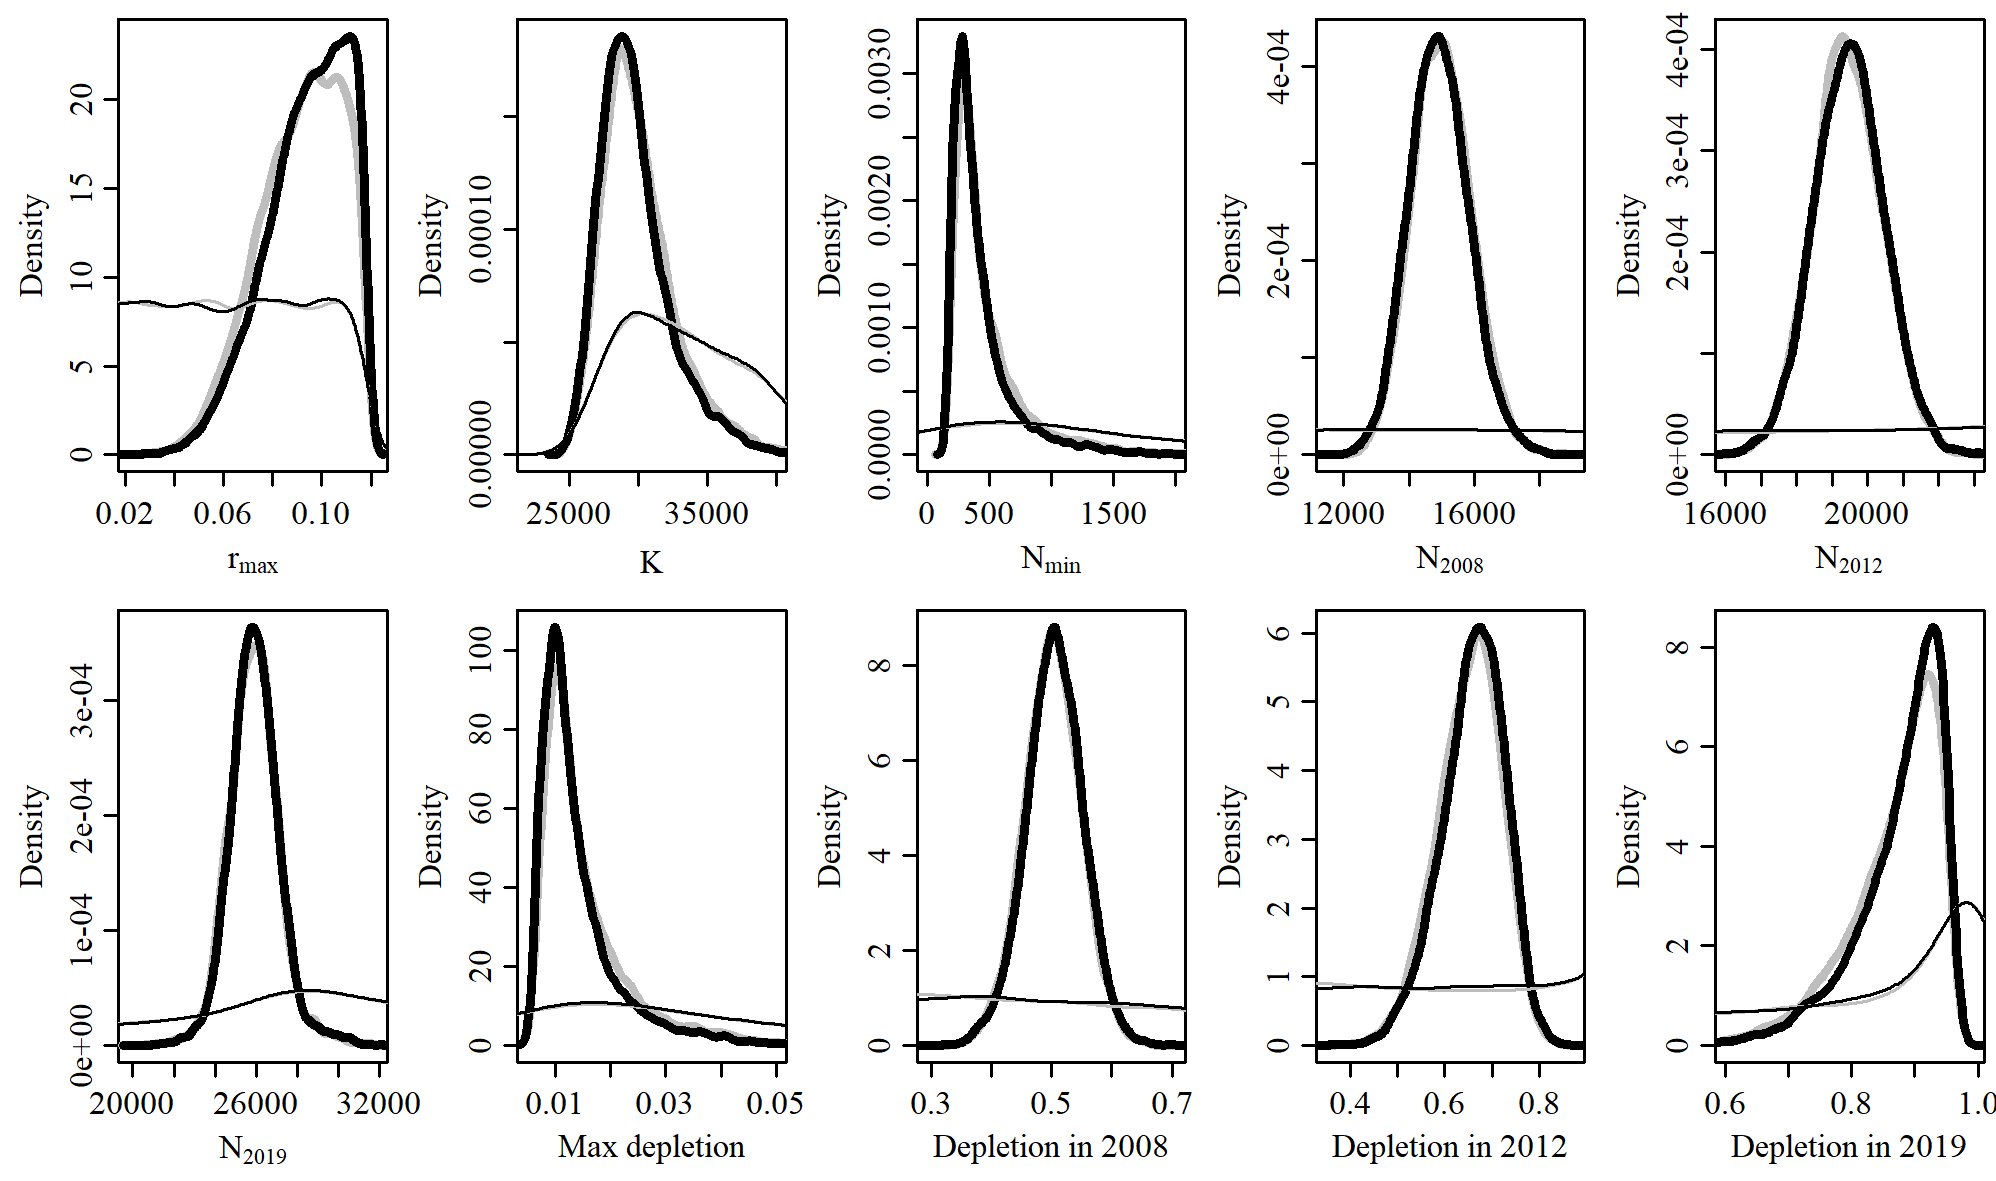 Density
0 5 10 15 20
0.02 0.06 0.10
r_max
Density
0.00000 0.00010
25000 35000
K
Density
0.0000 0.0010 0.0020 0.0030
0 500 1500
N_min
Density
0e+00 2e-04 4e-04
12000 16000
N_2008
Density
0e+00 2e-04 3e-04 4e-04
16000 20000
N_2012
Density
0e+00 1e-04 2e-04 3e-04
20000 26000 32000
N_2019
Density
0 20 40 60 80 100
0.01 0.03 0.05
Max depletion
Density
0 2 4 6 8
0.3 0.5 0.7
Depletion in 2008
Density
0 1 2 3 4 5 6
0.4 0.6 0.8
Depletion in 2012
Density
0 2 4 6 8
0.6 0.8 1.0
Depletion in 2019